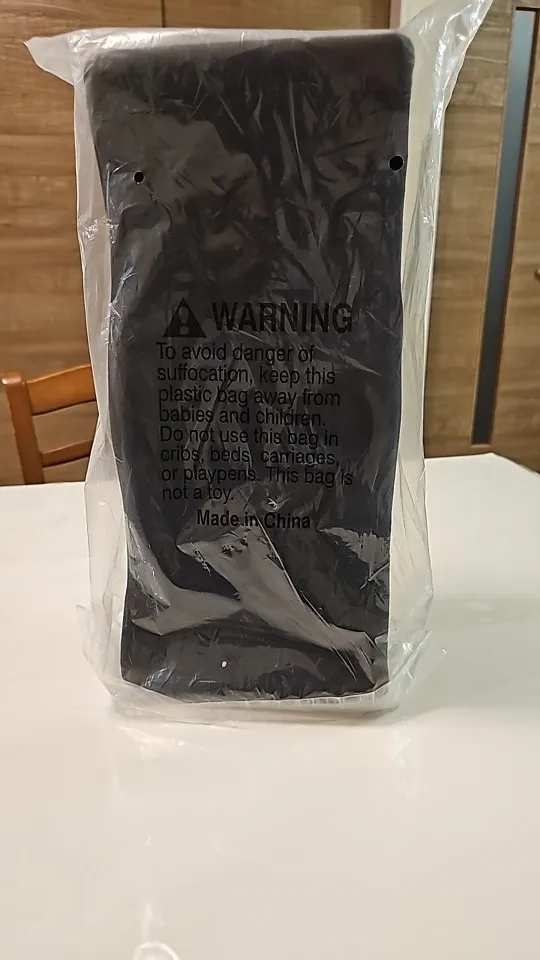 WARNING
To avoid danger of
suffocation, keep this
plastic bag away from
babies and children.
Do not use this bag in
cribs, beds, carriages,
or playpens. This bag is
not a toy.
Made in China